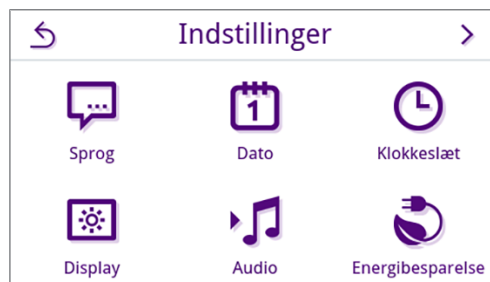 Indstillinger
1
Sprog Dato Klokkeslæt
Display Audio Energibesparelse